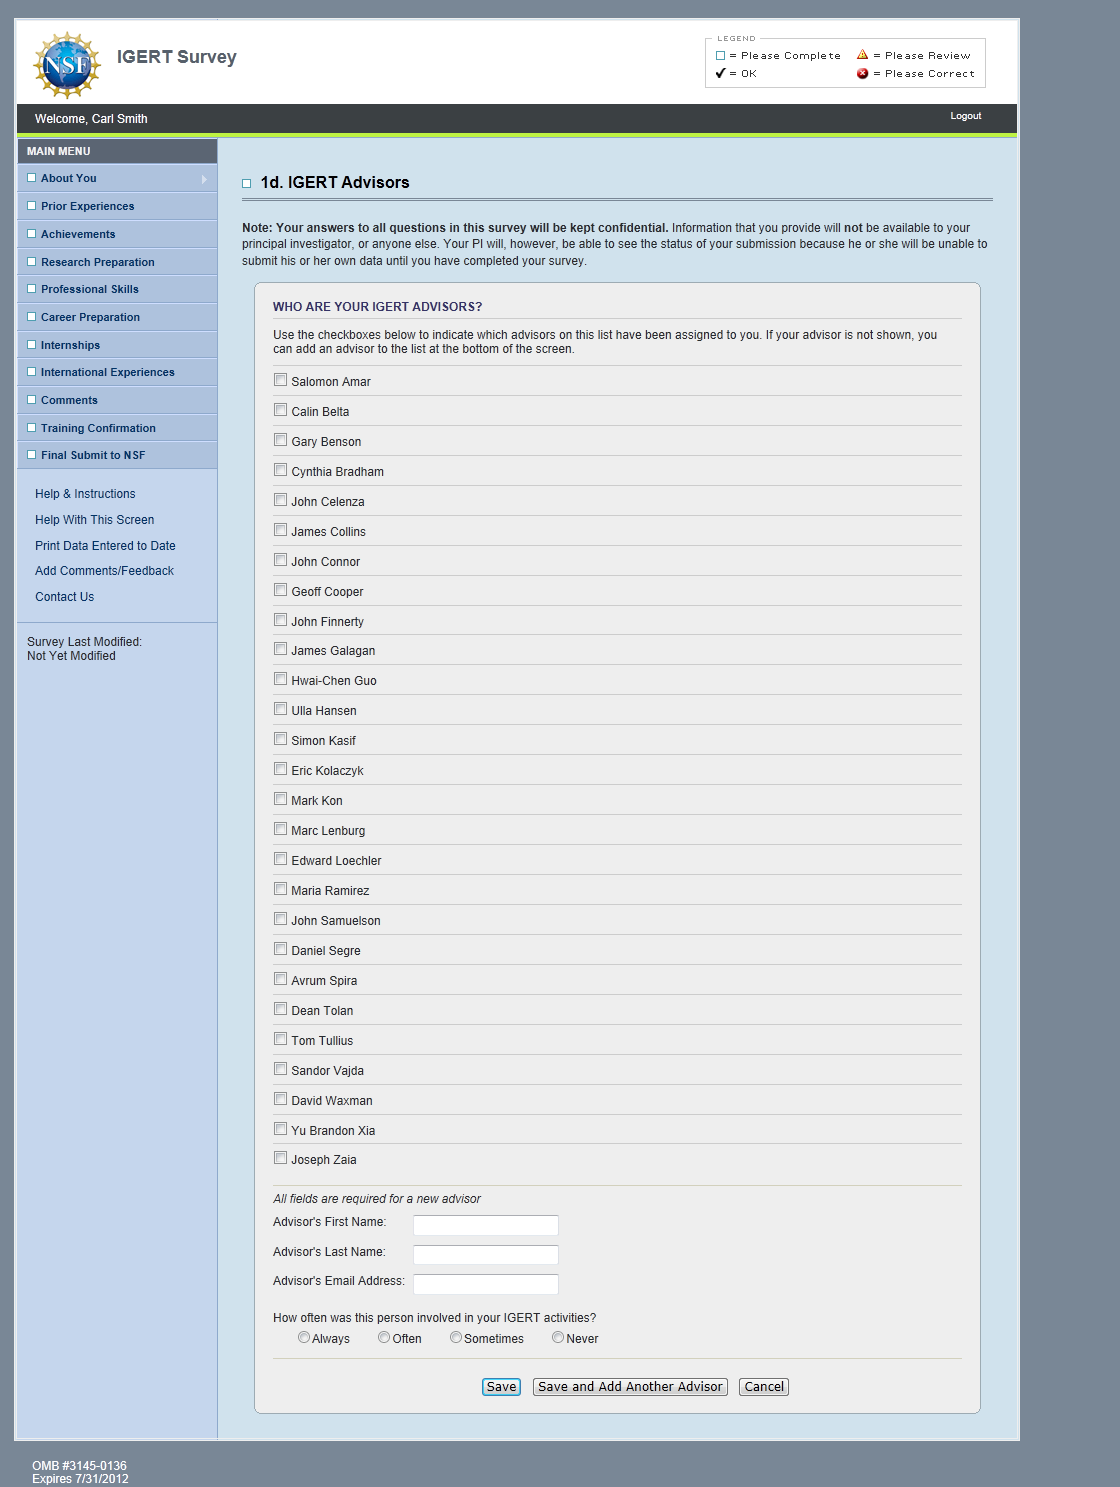 NSF
IGERT Survey
LEGEND
= Please Complete
= Please Review
= OK
= Please Correct
Welcome, Carl Smith
Logout
MAIN MENU
About You
Prior Experiences
Achievements
Research Preparation
Professional Skills
Career Preparation
Internships
International Experiences
Comments
Training Confirmation
Final Submit to NSF
Help & Instructions
Help With This Screen
Print Data Entered to Date
Add Comments/Feedback
Contact Us
Survey Last Modified:
Not Yet Modified
1d. IGERT Advisors
Note: Your answers to all questions in this survey will be kept confidential. Information that you provide will not be available to your
principal investigator, or anyone else. Your PI will, however, be able to see the status of your submission because he or she will be unable to
submit his or her own data until you have completed your survey.
WHO ARE YOUR IGERT ADVISORS?
Use the checkboxes below to indicate which advisors on this list have been assigned to you. If your advisor is not shown, you
can add an advisor to the list at the bottom of the screen.
Salomon Amar
Calin Belta
Gary Benson
Cynthia Bradham
John Celenza
James Collins
John Connor
Geoff Cooper
John Finnerty
James Galagan
Hwai-Chen Guo
Ulla Hansen
Simon Kasif
Eric Kolaczyk
Mark Kon
Marc Lenburg
Edward Loechler
Maria Ramirez
John Samuelson
Daniel Segre
Avrum Spira
Dean Tolan
Tom Tullius
Sandor Vajda
David Waxman
Yu Brandon Xia
Joseph Zaia
All fields are required for a new advisor
Advisor's First Name:
Advisor's Last Name:
Advisor's Email Address:
How often was this person involved in your IGERT activities?
Always Often Sometimes Never
Save Save and Add Another Advisor Cancel
OMB #3145-0136
Expires 7/31/2012